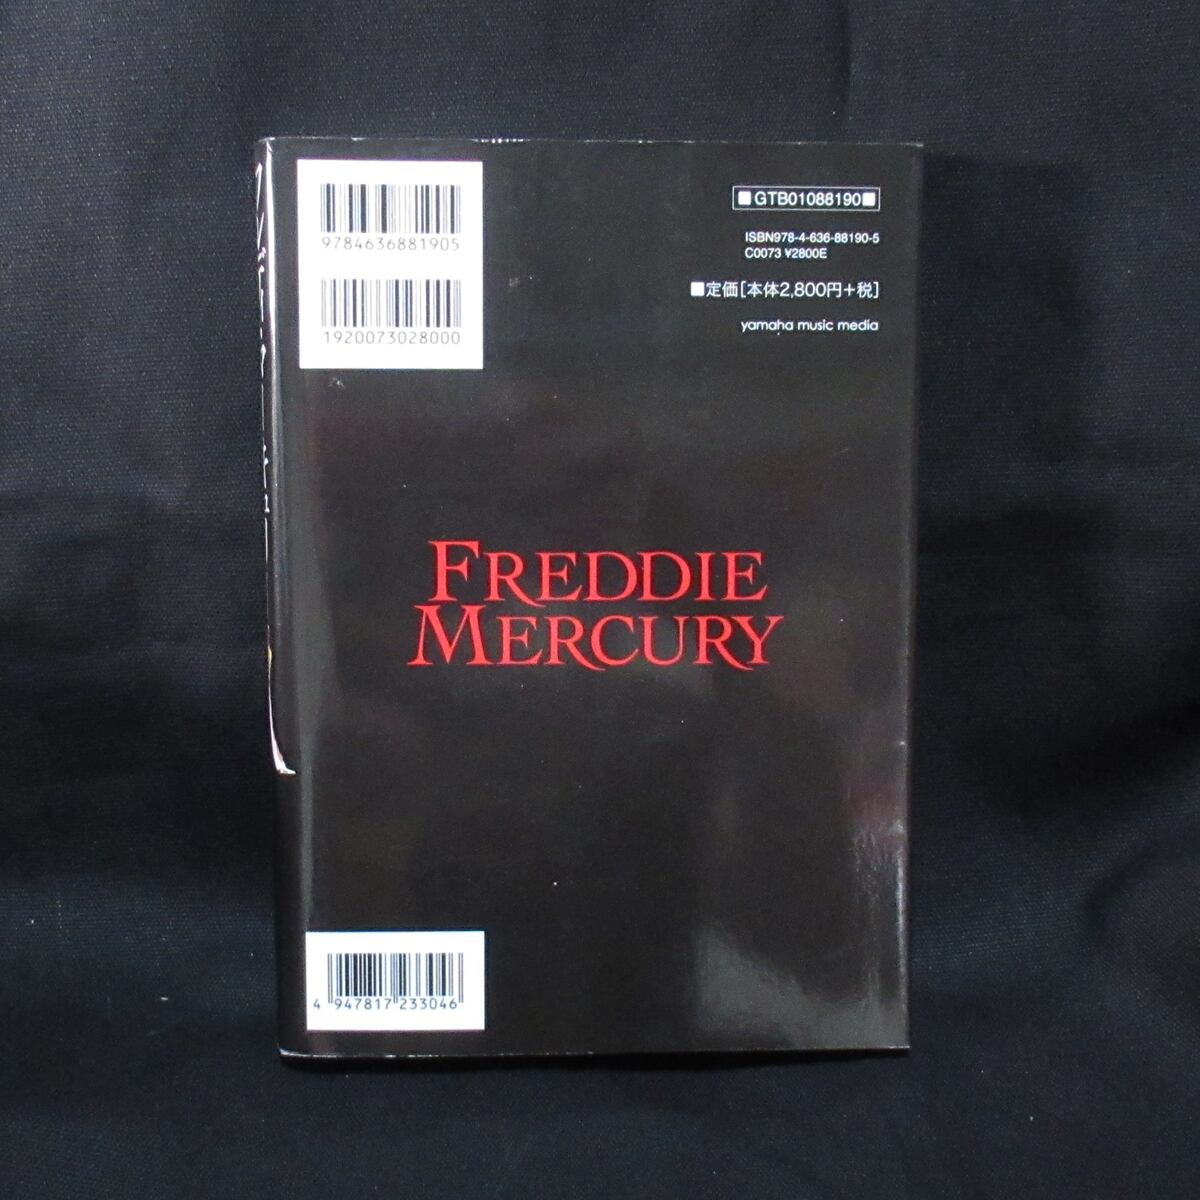 9784636881905
1920073028000
■GTB01088190■
ISBN978-4-636-88190-5
C0073 ¥2800E
■定価[本体2,800円+税]
yamaha music media
FREDDIE
MERCURY
4 947817 233046